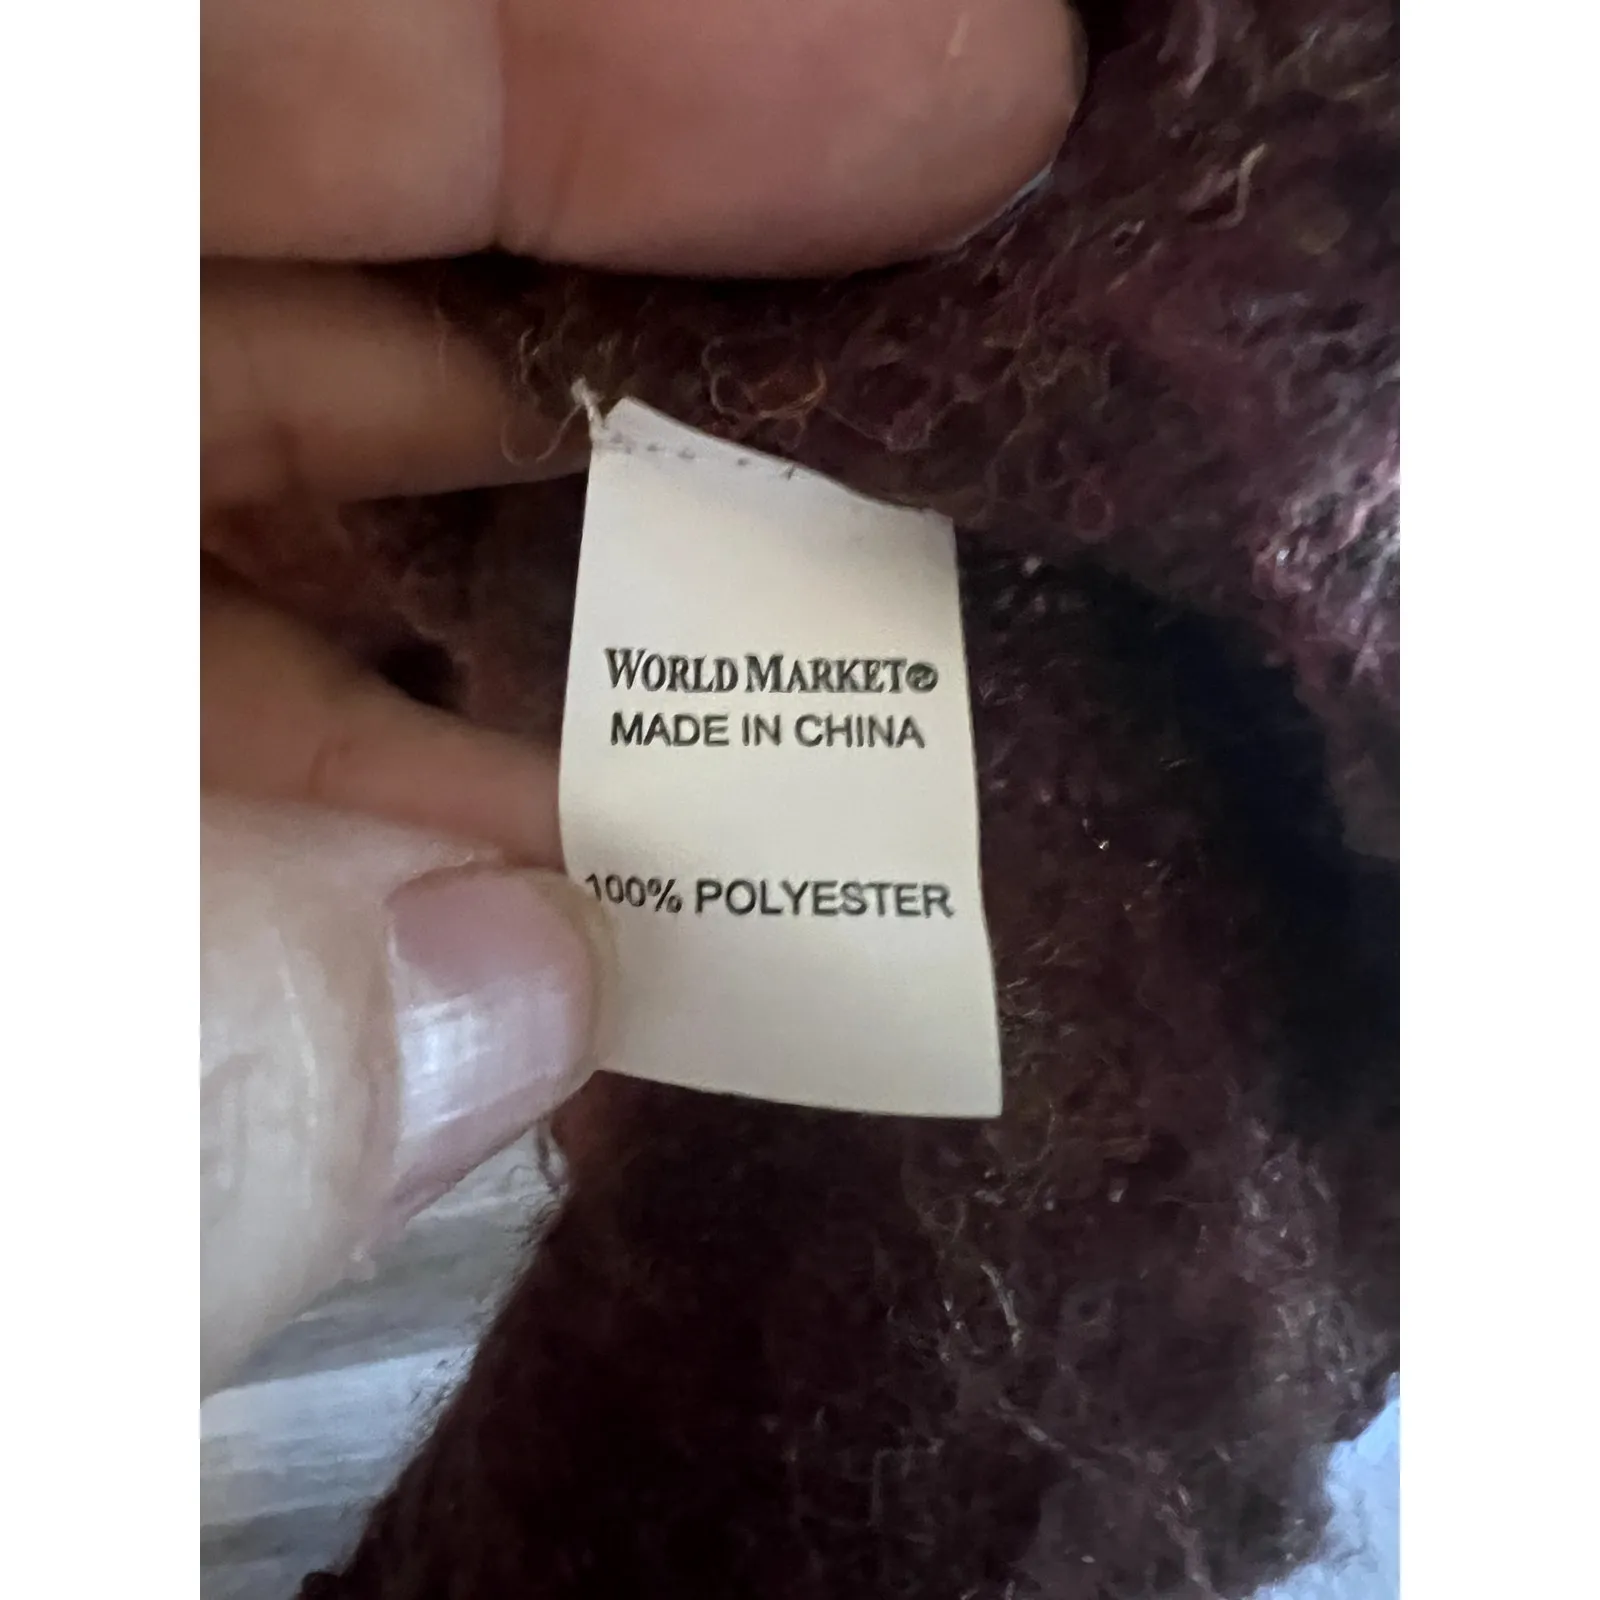 WORLD MARKET®
MADE IN CHINA
100% POLYESTER